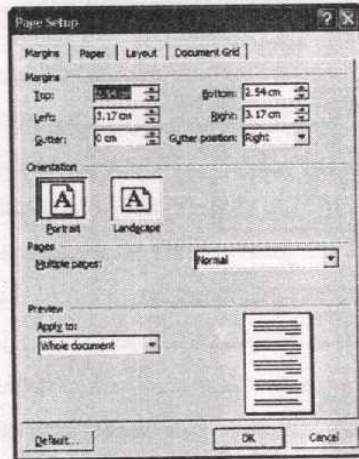 Page Setup
Margins Paper Layout Document Grid
Margins
Top: 2.54 cm Bottom: 2.54 cm
Left: 3.17 cm Right: 3.17 cm
Gutter: 0 cm Gutter position: Right
Orientation
Portrait Landscape
Pages
Multiple pages: Normal
Preview
Apply to:
Whole document
Default... OK Cancel